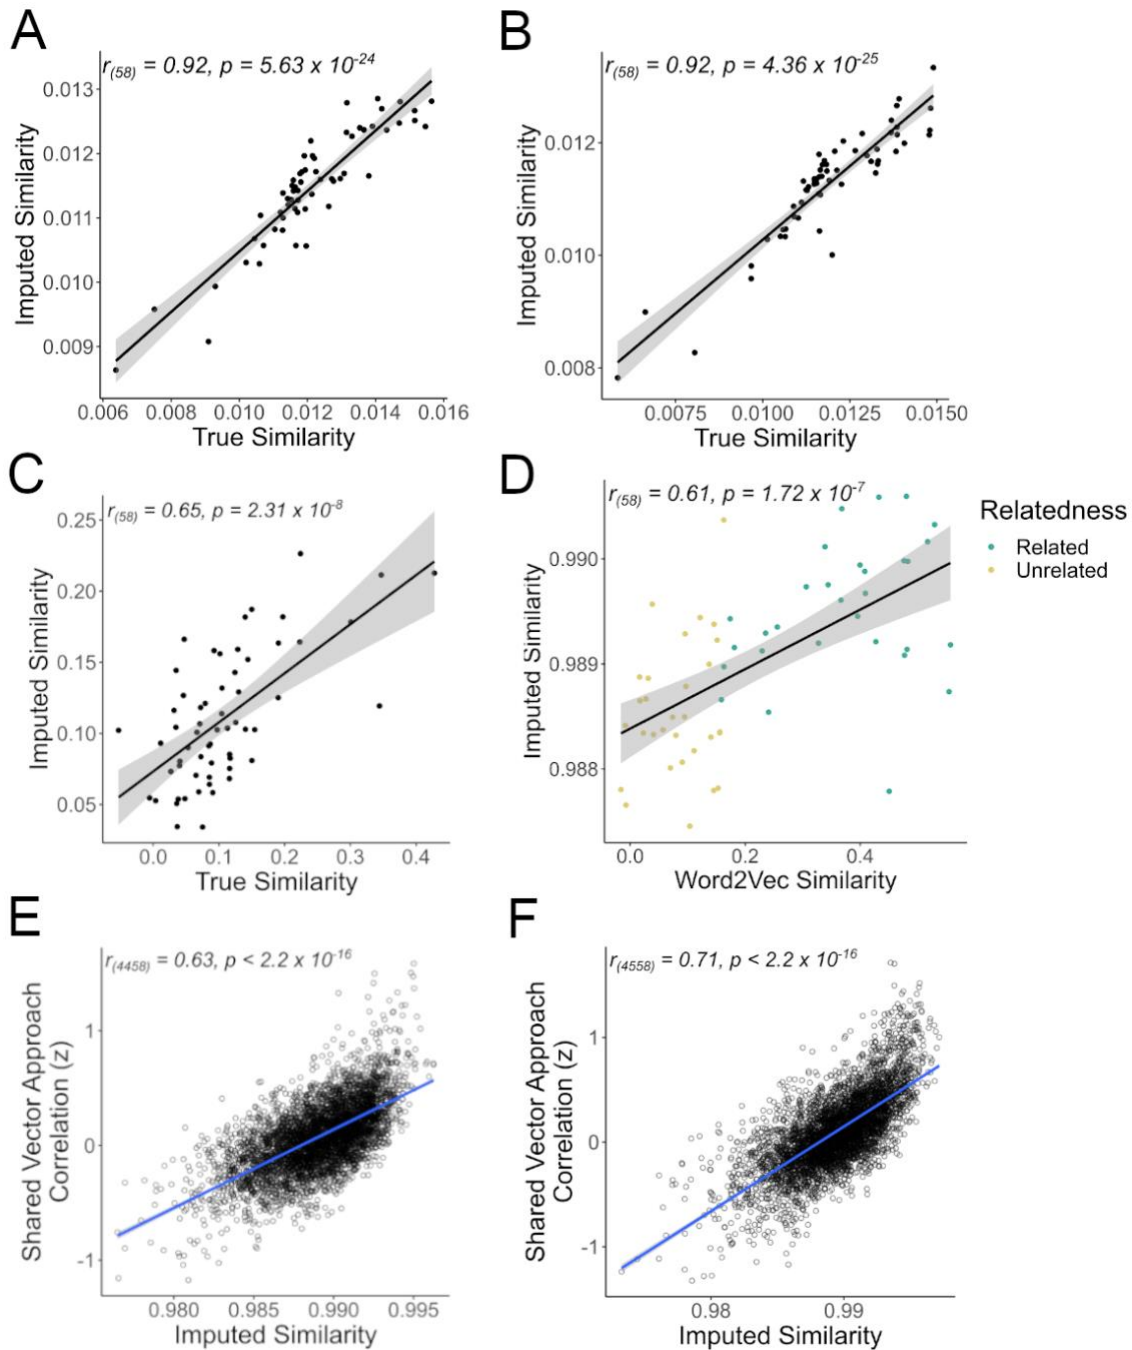 A
r(58) = 0.92, p = 5.63 x 10-24
Imputed Similarity
0.013
0.012
0.011
0.010
0.009
0.006 0.008 0.010 0.012 0.014 0.016
True Similarity
B
r(58) = 0.92, p = 4.36 x 10-25
Imputed Similarity
0.012
0.010
0.008
0.0075 0.0100 0.0125 0.0150
True Similarity
C
r(58) = 0.65, p = 2.31 x 10-8
Imputed Similarity
0.25
0.20
0.15
0.10
0.05
0.0 0.1 0.2 0.3 0.4
True Similarity
D
r(58) = 0.61, p = 1.72 x 10-7
Imputed Similarity
0.990
0.989
0.988
0.0 0.2 0.4
Word2Vec Similarity
Relatedness
Related
Unrelated
E
r(4458) = 0.63, p < 2.2 x 10-16
Shared Vector Approach
Correlation (z)
1
0
-1
0.980 0.985 0.990 0.995
Imputed Similarity
F
r(4558) = 0.71, p < 2.2 x 10-16
Shared Vector Approach
Correlation (z)
1
0
-1
0.98 0.99
Imputed Similarity